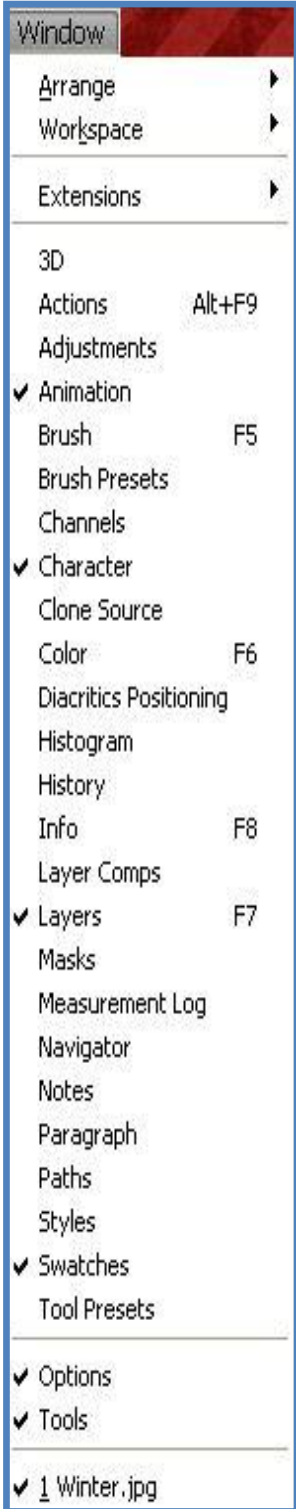 Window
Arrange
Workspace
Extensions
3D
Actions Alt+F9
Adjustments
✔ Animation
Brush F5
Brush Presets
Channels
✔ Character
Clone Source
Color F6
Diacritics Positioning
Histogram
History
Info F8
Layer Comps
✔ Layers F7
Masks
Measurement Log
Navigator
Notes
Paragraph
Paths
Styles
✔ Swatches
Tool Presets
✔ Options
✔ Tools
✔ 1 Winter.jpg